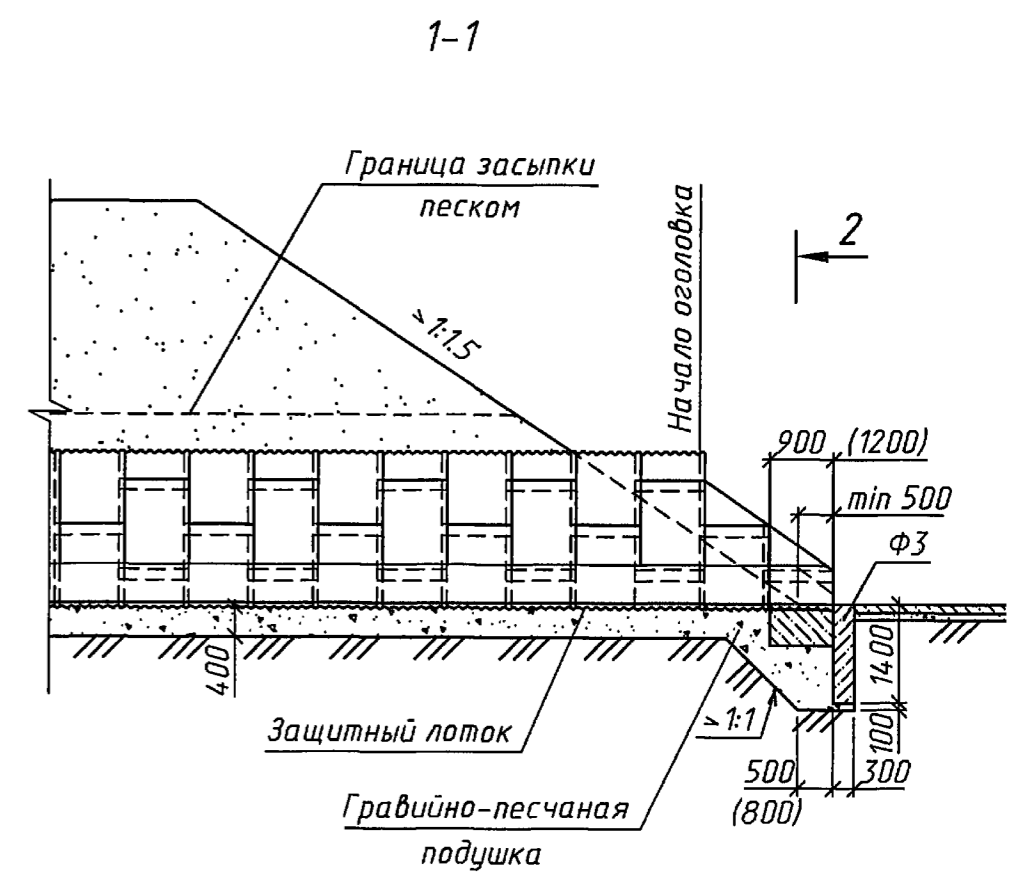 1-1
Граница засыпки
песком
Начало оголовка
2
>1:1.5
900
(1200)
min 500
Ф3
400
1400
100
>1:1
Защитный лоток
500
(800)
300
Гравийно-песчаная
подушка